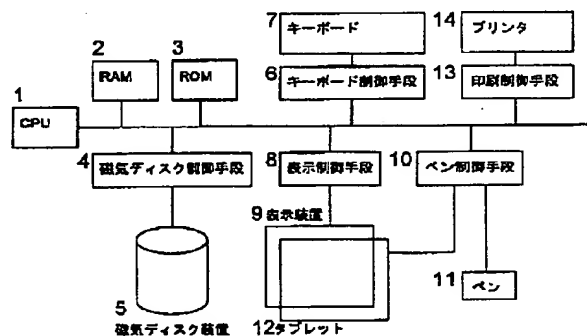 7 キーボード
14 プリンタ
2 RAM
3 ROM
6 キーボード制御手段
13 印刷制御手段
1 CPU
4 磁気ディスク制御手段
8 表示制御手段
10 ペン制御手段
9 表示装置
11 ペン
5 磁気ディスク装置
12 タブレット